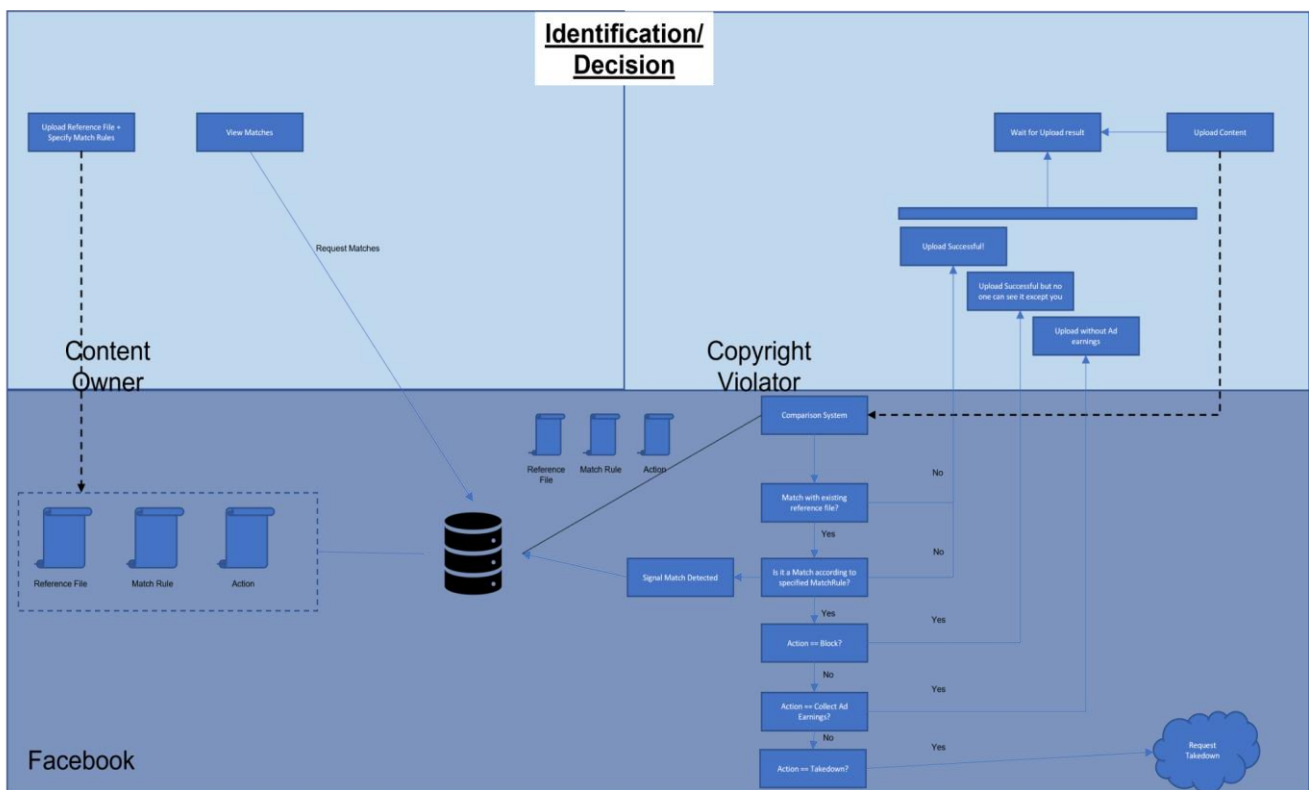 Identification/
Decision
Upload Reference File +
Specify Match Rules
View Matches
Wait for Upload result
Upload Content
Request Matches
Upload Successful!
Upload Successful but no
one can see it except you
Upload without Ad
earnings
Content
Owner
Copyright
Violator
Comparison System
Reference
File
Match Rule
Action
No
Match with existing
reference file?
Yes
No
Reference File
Match Rule
Action
Signal Match Detected
Is it a Match according to
specified MatchRule?
Yes
Yes
Action == Block?
No
Yes
Action == Collect Ad
Earnings?
No
Yes
Action == Takedown?
Request
Takedown
Facebook